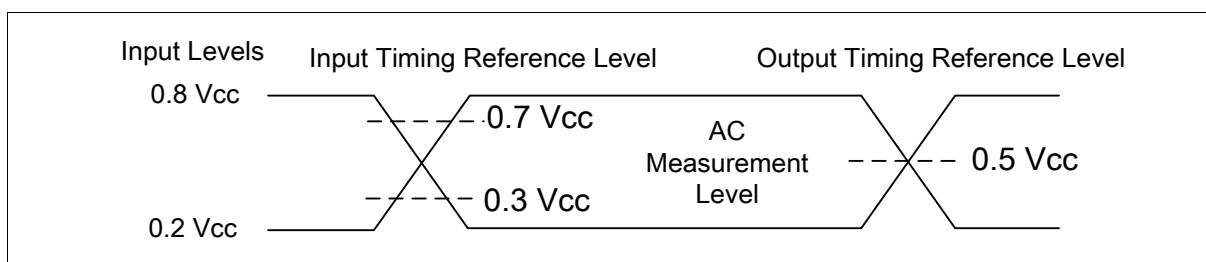 Input Levels
Input Timing Reference Level
Output Timing Reference Level
0.8 Vcc
0.7 Vcc
AC
Measurement
Level
0.5 Vcc
0.3 Vcc
0.2 Vcc